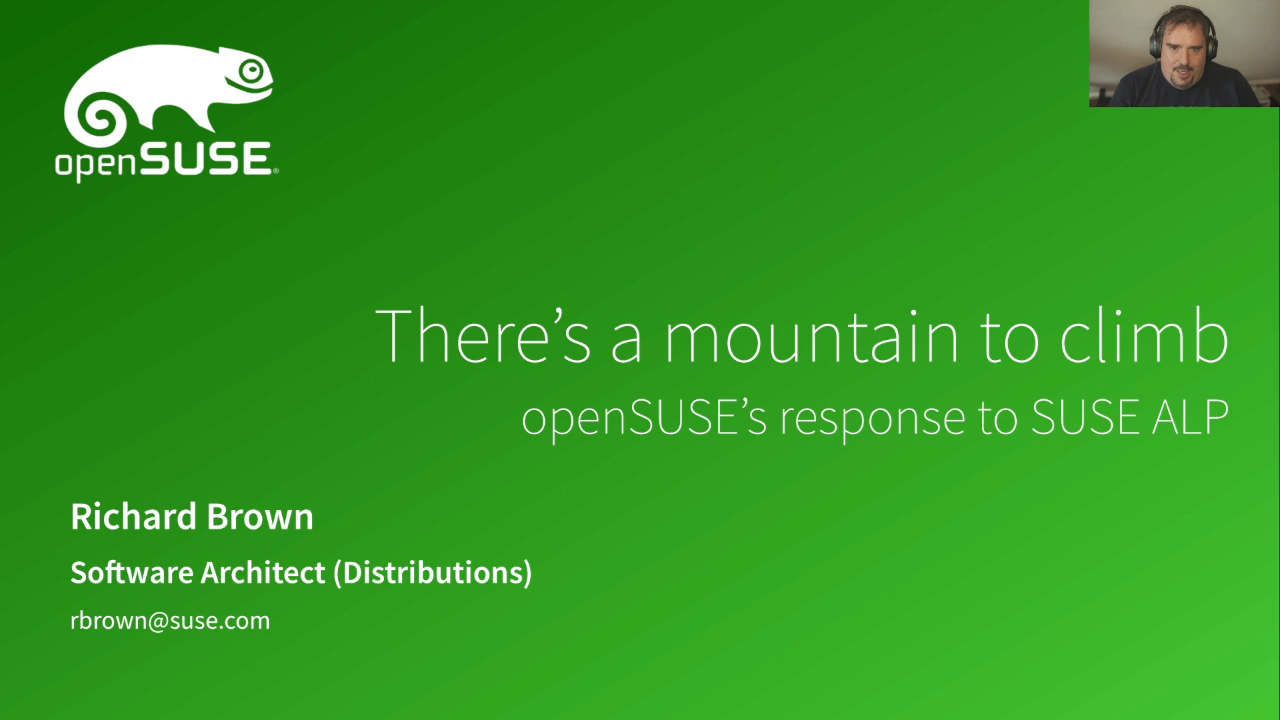 openSUSE
There’s a mountain to climb
openSUSE’s response to SUSE ALP
Richard Brown
Software Architect (Distributions)
rbrown@suse.com